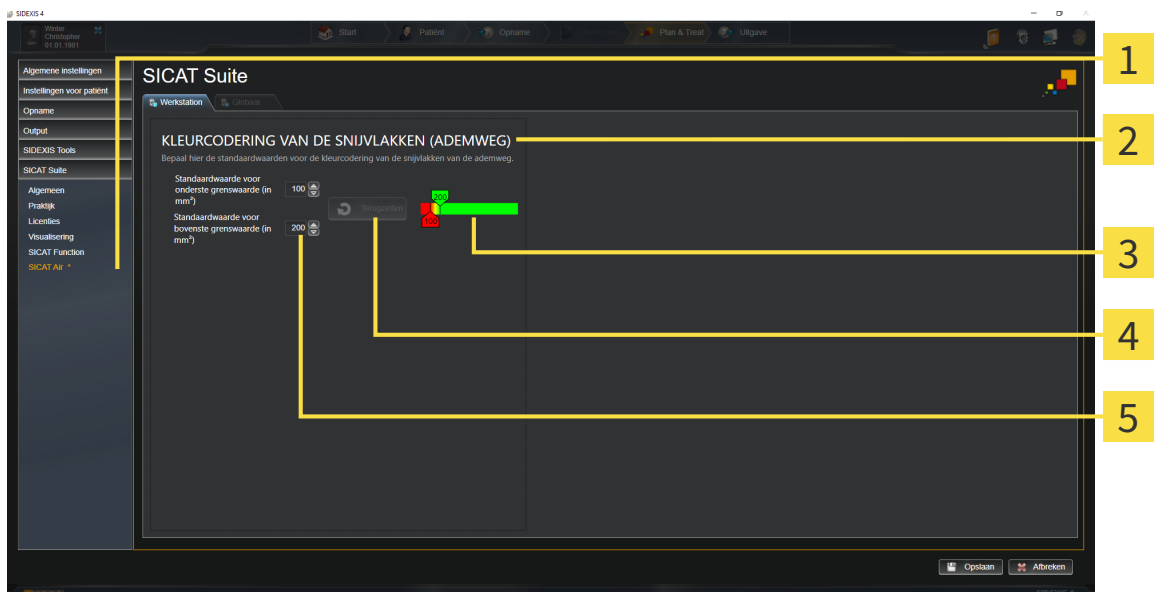 SIDEXIS 4
Winter
Christopher
01.01.1981
Start
Patiënt
Opname
Plan & Treat
Uitgave
Algemene instellingen
Instellingen voor patiënt
Opname
Output
SIDEXIS Tools
SICAT Suite
Algemeen
Praktijk
Licenties
Visualisering
SICAT Function
SICAT Air *
SICAT Suite
Werkstation
Globaal
KLEURCODERING VAN DE SNIJVLAKKEN (ADEMWEG)
Bepaal hier de standaardwaarden voor de kleurcodering van de snijvlakken van de ademweg.
Standaardwaarde voor
onderste grenswaarde (in
mm²)
100
Standaardwaarde voor
bovenste grenswaarde (in
mm²)
200
Terugzetten
200
100
Opslaan
Afbreken
1
2
3
4
5